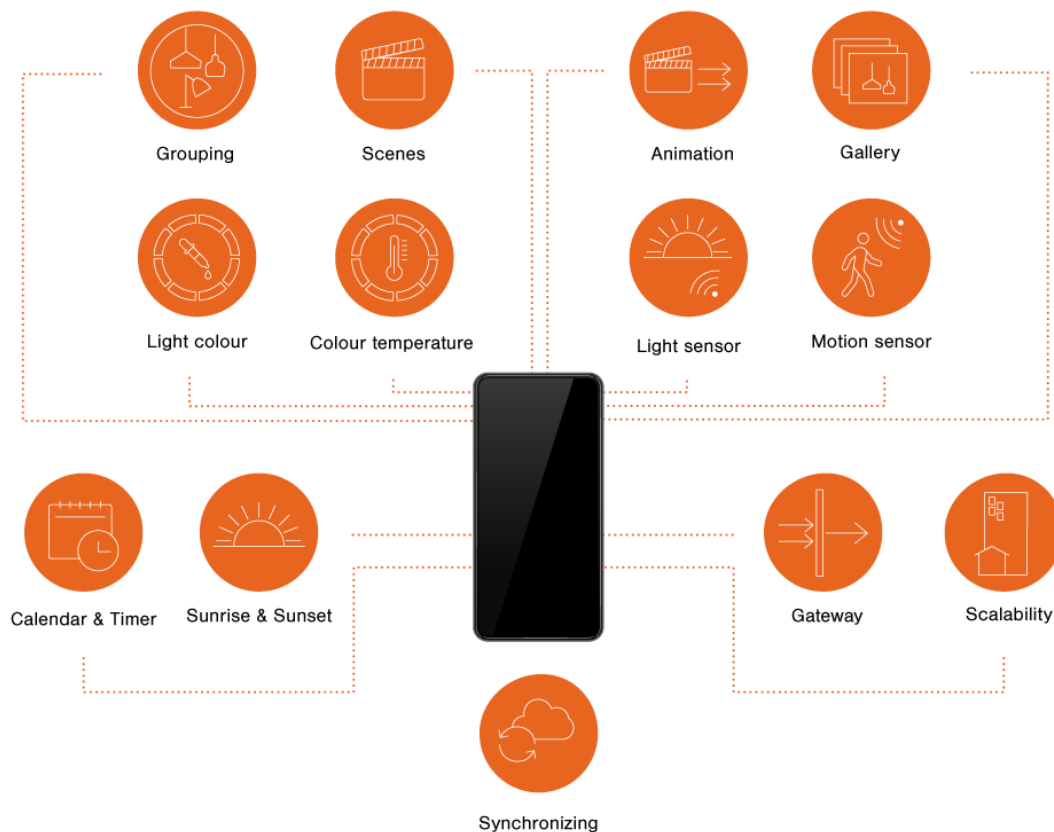 Grouping
Scenes
Animation
Gallery
Light colour
Colour temperature
Light sensor
Motion sensor
Calendar & Timer
Sunrise & Sunset
Gateway
Scalability
Synchronizing